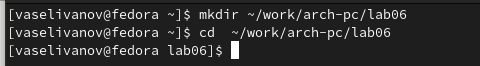 [vaselivanov@fedora ~]$ mkdir ~/work/arch-pc/lab06
[vaselivanov@fedora ~]$ cd  ~/work/arch-pc/lab06
[vaselivanov@fedora lab06]$